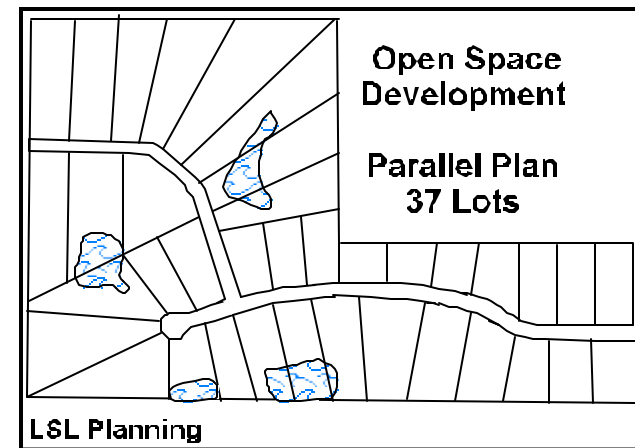 Open Space
Development
Parallel Plan
37 Lots
LSL Planning